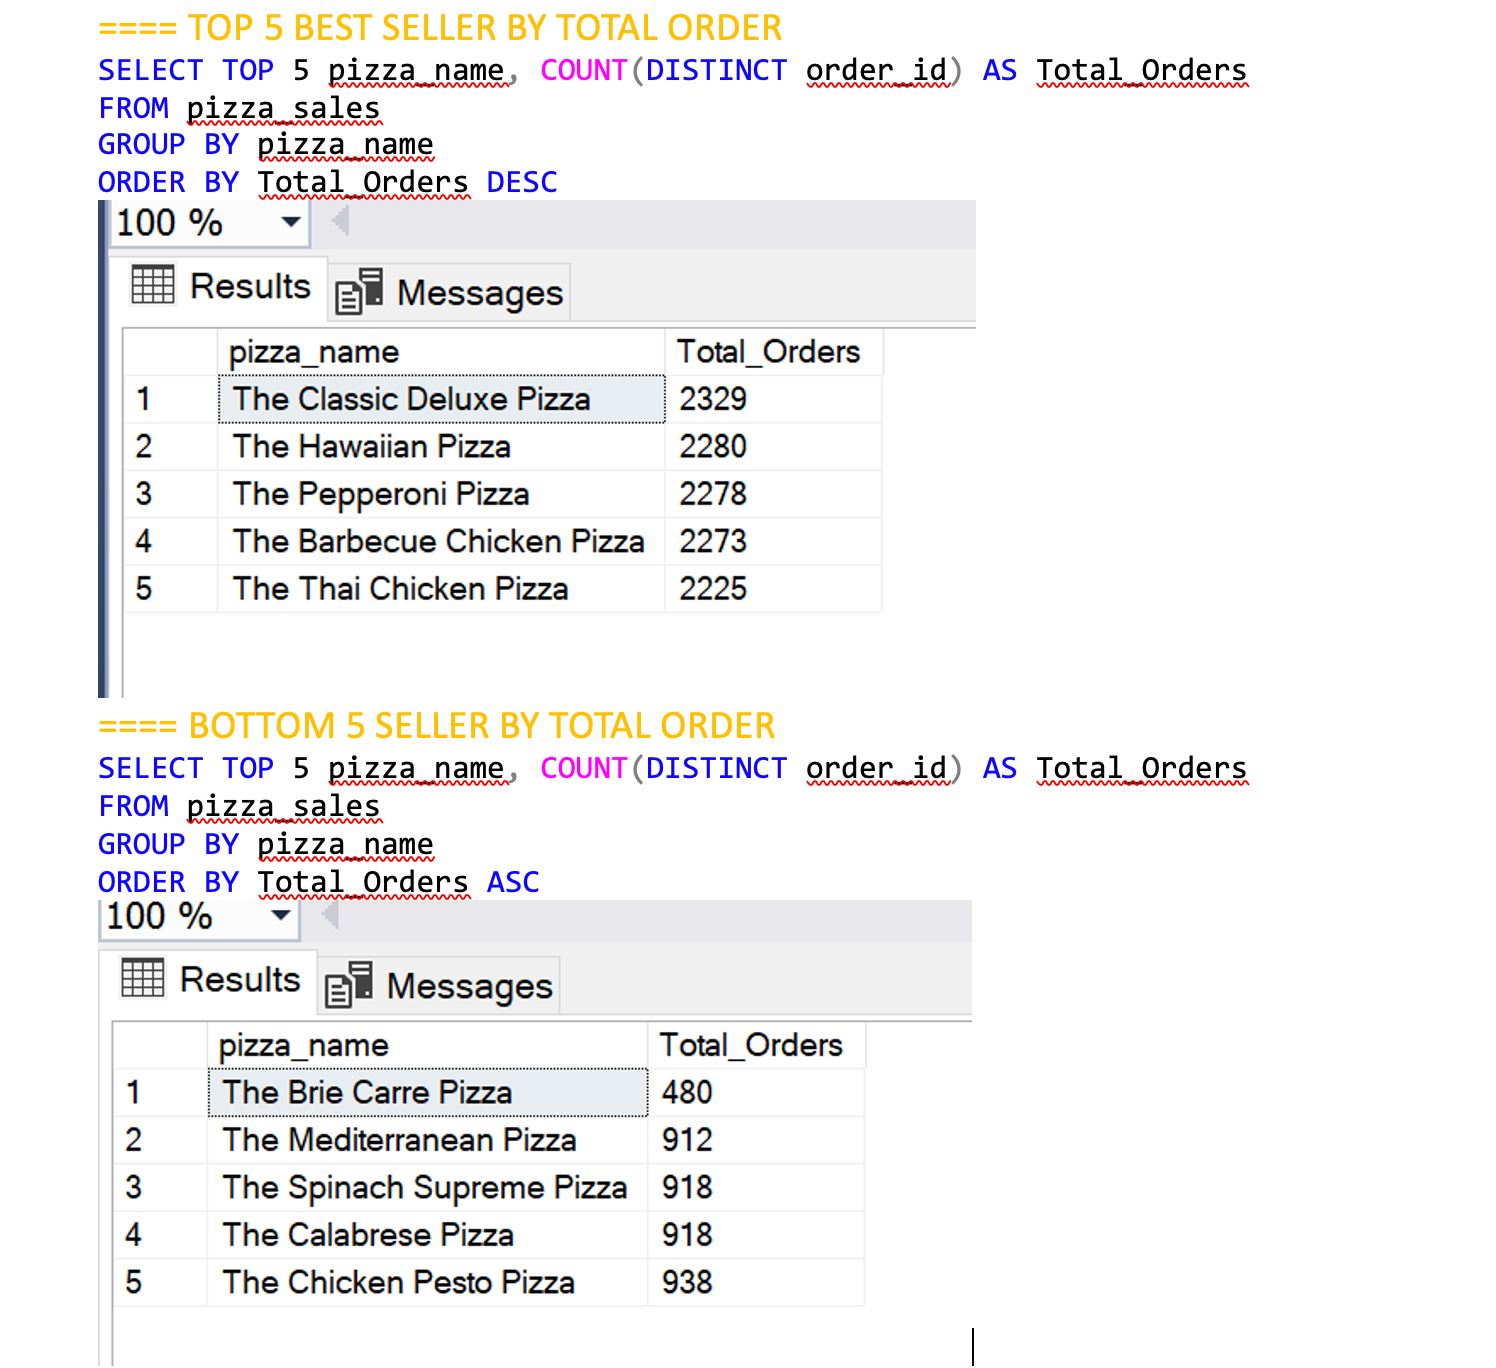 ==== TOP 5 BEST SELLER BY TOTAL ORDER
SELECT TOP 5 pizza_name, COUNT(DISTINCT order_id) AS Total_Orders
FROM pizza_sales
GROUP BY pizza_name
ORDER BY Total_Orders DESC
100 %
Results Messages
pizza_name Total_Orders
1 The Classic Deluxe Pizza 2329
2 The Hawaiian Pizza 2280
3 The Pepperoni Pizza 2278
4 The Barbecue Chicken Pizza 2273
5 The Thai Chicken Pizza 2225
==== BOTTOM 5 SELLER BY TOTAL ORDER
SELECT TOP 5 pizza_name, COUNT(DISTINCT order_id) AS Total_Orders
FROM pizza_sales
GROUP BY pizza_name
ORDER BY Total_Orders ASC
100 %
Results Messages
pizza_name Total_Orders
1 The Brie Carre Pizza 480
2 The Mediterranean Pizza 912
3 The Spinach Supreme Pizza 918
4 The Calabrese Pizza 918
5 The Chicken Pesto Pizza 938